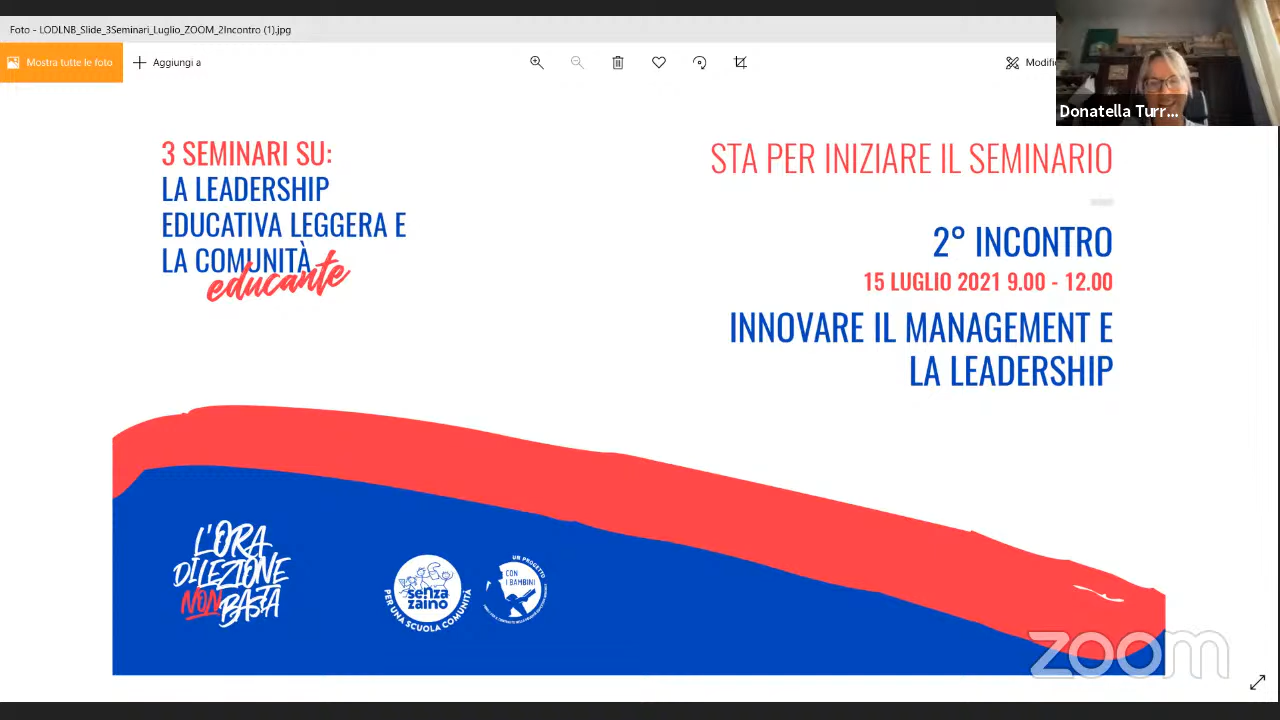 Foto - LODLNB_Slide_3Seminari_Luglio_ZOOM_2Incontro (1).jpg
Mostra tutte le foto
Aggiungi a
Modific
Donatella Turr...
3 SEMINARI SU:
LA LEADERSHIP
EDUCATIVA LEGGERA E
LA COMUNITÀ
educante
STA PER INIZIARE IL SEMINARIO
2° INCONTRO
15 LUGLIO 2021 9.00 - 12.00
INNOVARE IL MANAGEMENT E
LA LEADERSHIP
L'ORA
DI LEZIONE
NON BASTA
senza
zaino
PER UNA SCUOLA COMUNITÀ
UN PROGETTO
CON
I BAMBINI
zoom